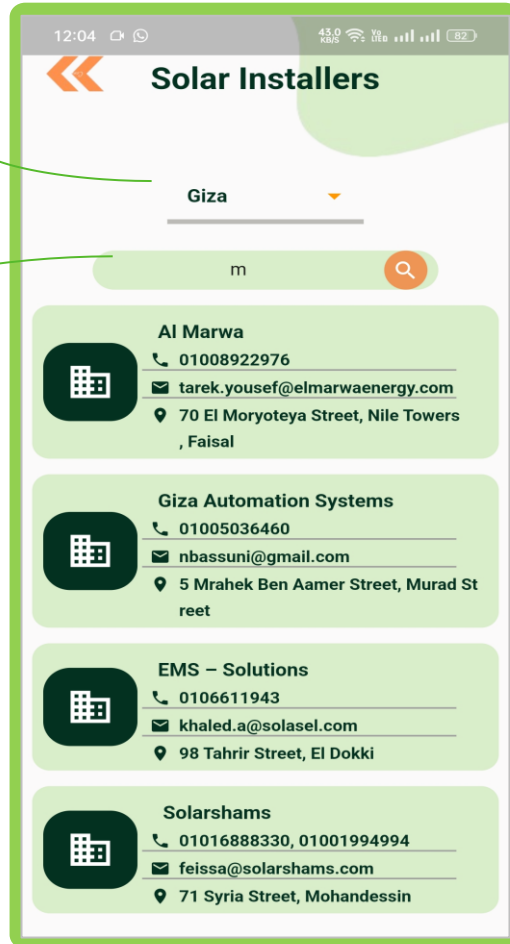 12:04 43.0 KB/S Vo LTE 82
Solar Installers
Giza
m
Al Marwa
01008922976
tarek.yousef@elmarwaenergy.com
70 El Moryoteya Street, Nile Towers
, Faisal
Giza Automation Systems
01005036460
nbassuni@gmail.com
5 Mrahek Ben Aamer Street, Murad St
reet
EMS – Solutions
0106611943
khaled.a@solasel.com
98 Tahrir Street, El Dokki
Solarshams
01016888330, 01001994994
feissa@solarshams.com
71 Syria Street, Mohandessin